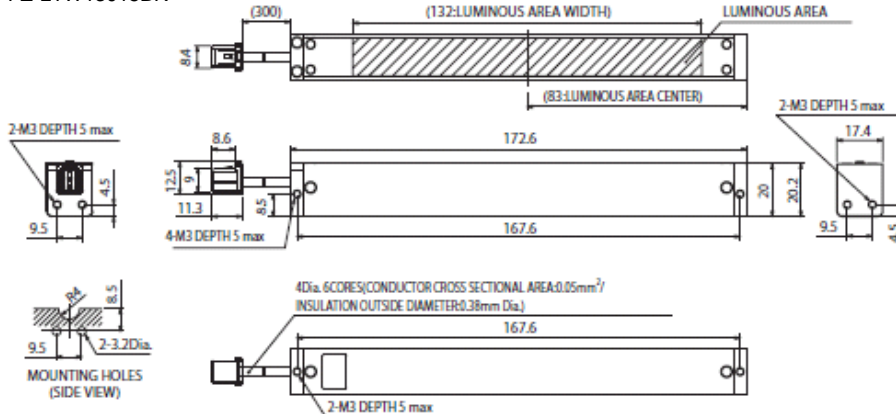 (300)
(132:LUMINOUS AREA WIDTH)
LUMINOUS AREA
8.4
(83:LUMINOUS AREA CENTER)
2-M3 DEPTH 5 max
2-M3 DEPTH 5 max
8.6
172.6
17.4
12.5
9
4.5
20
20.2
11.3
8.5
9.5
4-M3 DEPTH 5 max
167.6
9.5
4.5
4Dia. 6CORES(CONDUCTOR CROSS SECTIONAL AREA:0.05mm²/
INSULATION OUTSIDE DIAMETER:0.38mm Dia.)
R4
8.5
167.6
9.5
2-3.2Dia.
MOUNTING HOLES
(SIDE VIEW)
2-M3 DEPTH 5 max